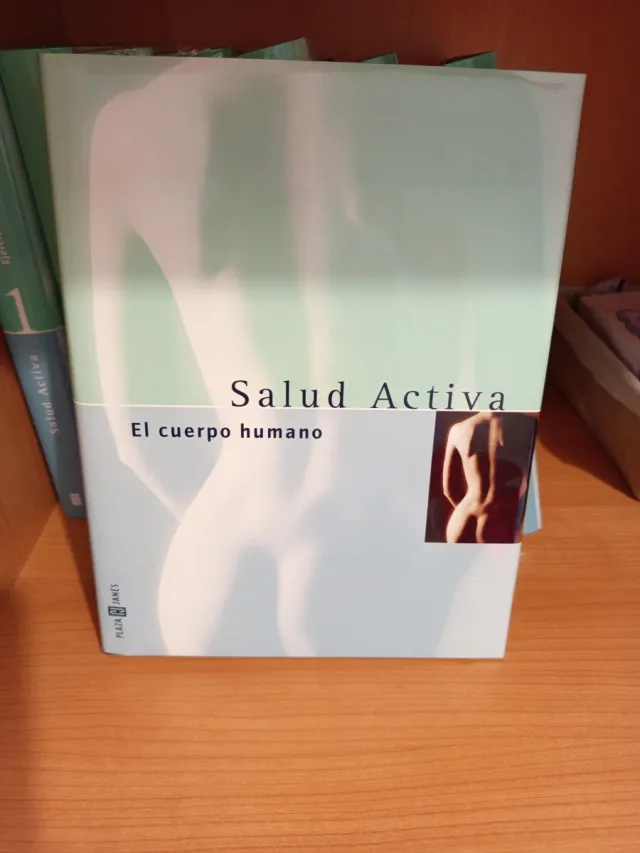 Salud Activa
El cuerpo humano
PLAZA & JANÉS
1
Salud Activa